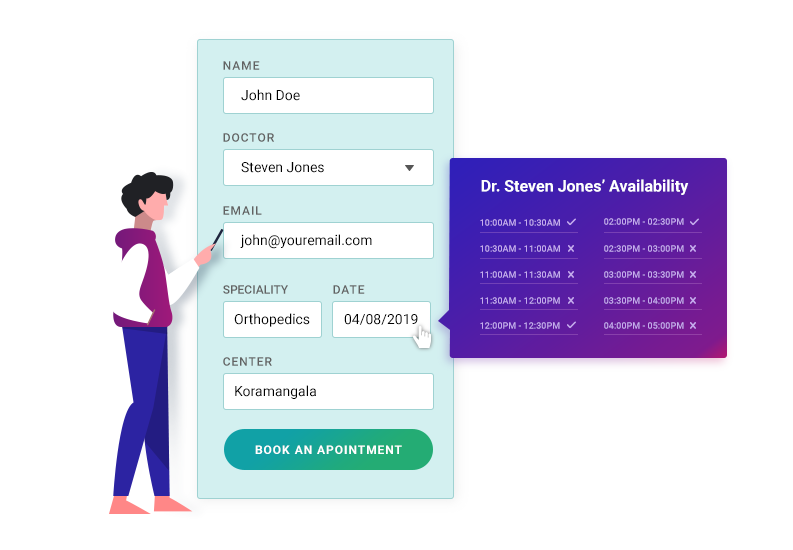 NAME
John Doe
DOCTOR
Steven Jones
EMAIL
john@youremail.com
SPECIALITY DATE
Orthopedics 04/08/2019
CENTER
Koramangala
BOOK AN APOINTMENT
Dr. Steven Jones’ Availability
10:00AM - 10:30AM ✓ 02:00PM - 02:30PM ✓
10:30AM - 11:00AM ✗ 02:30PM - 03:00PM ✗
11:00AM - 11:30AM ✗ 03:00PM - 03:30PM ✗
11:30AM - 12:00PM ✗ 03:30PM - 04:00PM ✗
12:00PM - 12:30PM ✓ 04:00PM - 05:00PM ✗